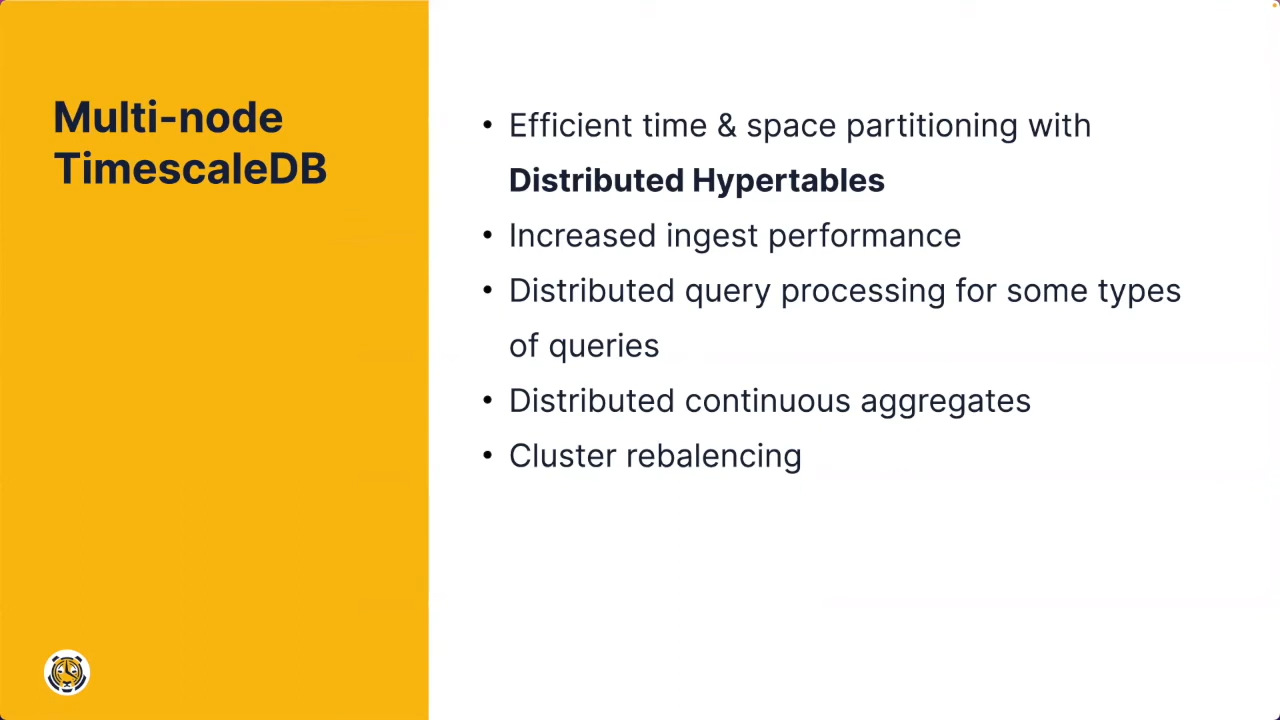 Multi-node
TimescaleDB
• Efficient time & space partitioning with
Distributed Hypertables
• Increased ingest performance
• Distributed query processing for some types
of queries
• Distributed continuous aggregates
• Cluster rebalencing